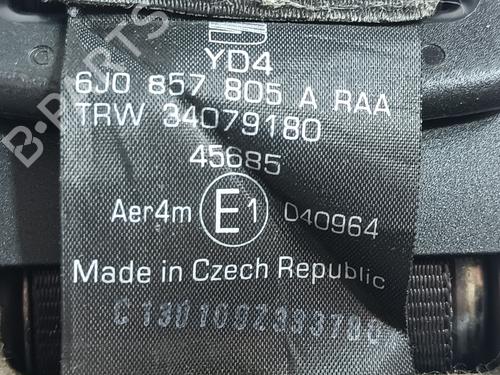 YD4
6J0 857 805 A RAA
TRW 34079180
45685
Aer4m E1 040964
Made in Czech Republic
B-PARTS